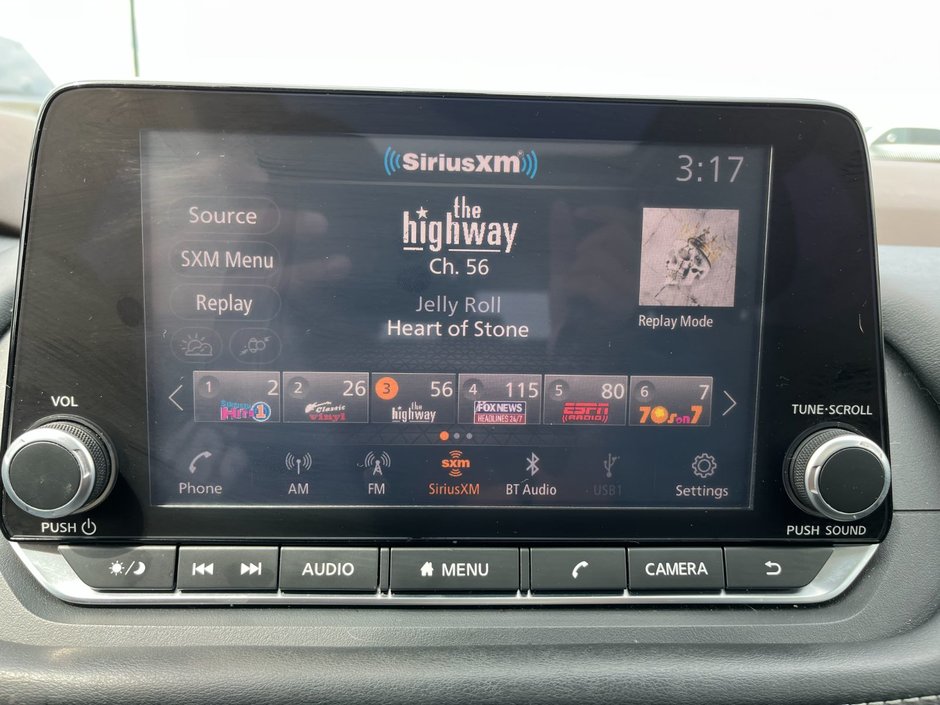 SiriusXM
3:17
Source
the
highway
SXM Menu
Ch. 56
Replay
Jelly Roll
Heart of Stone
Replay Mode
1 2 2 26 3 56 4 115 5 80 6 7
Hits 1 Classic vinyl the highway FOX NEWS HEADLINES 24/7 ESPN RADIO 70s on 7
VOL
TUNE·SCROLL
Phone AM FM sxm SiriusXM BT Audio USB1 Settings
PUSH
PUSH SOUND
AUDIO MENU CAMERA